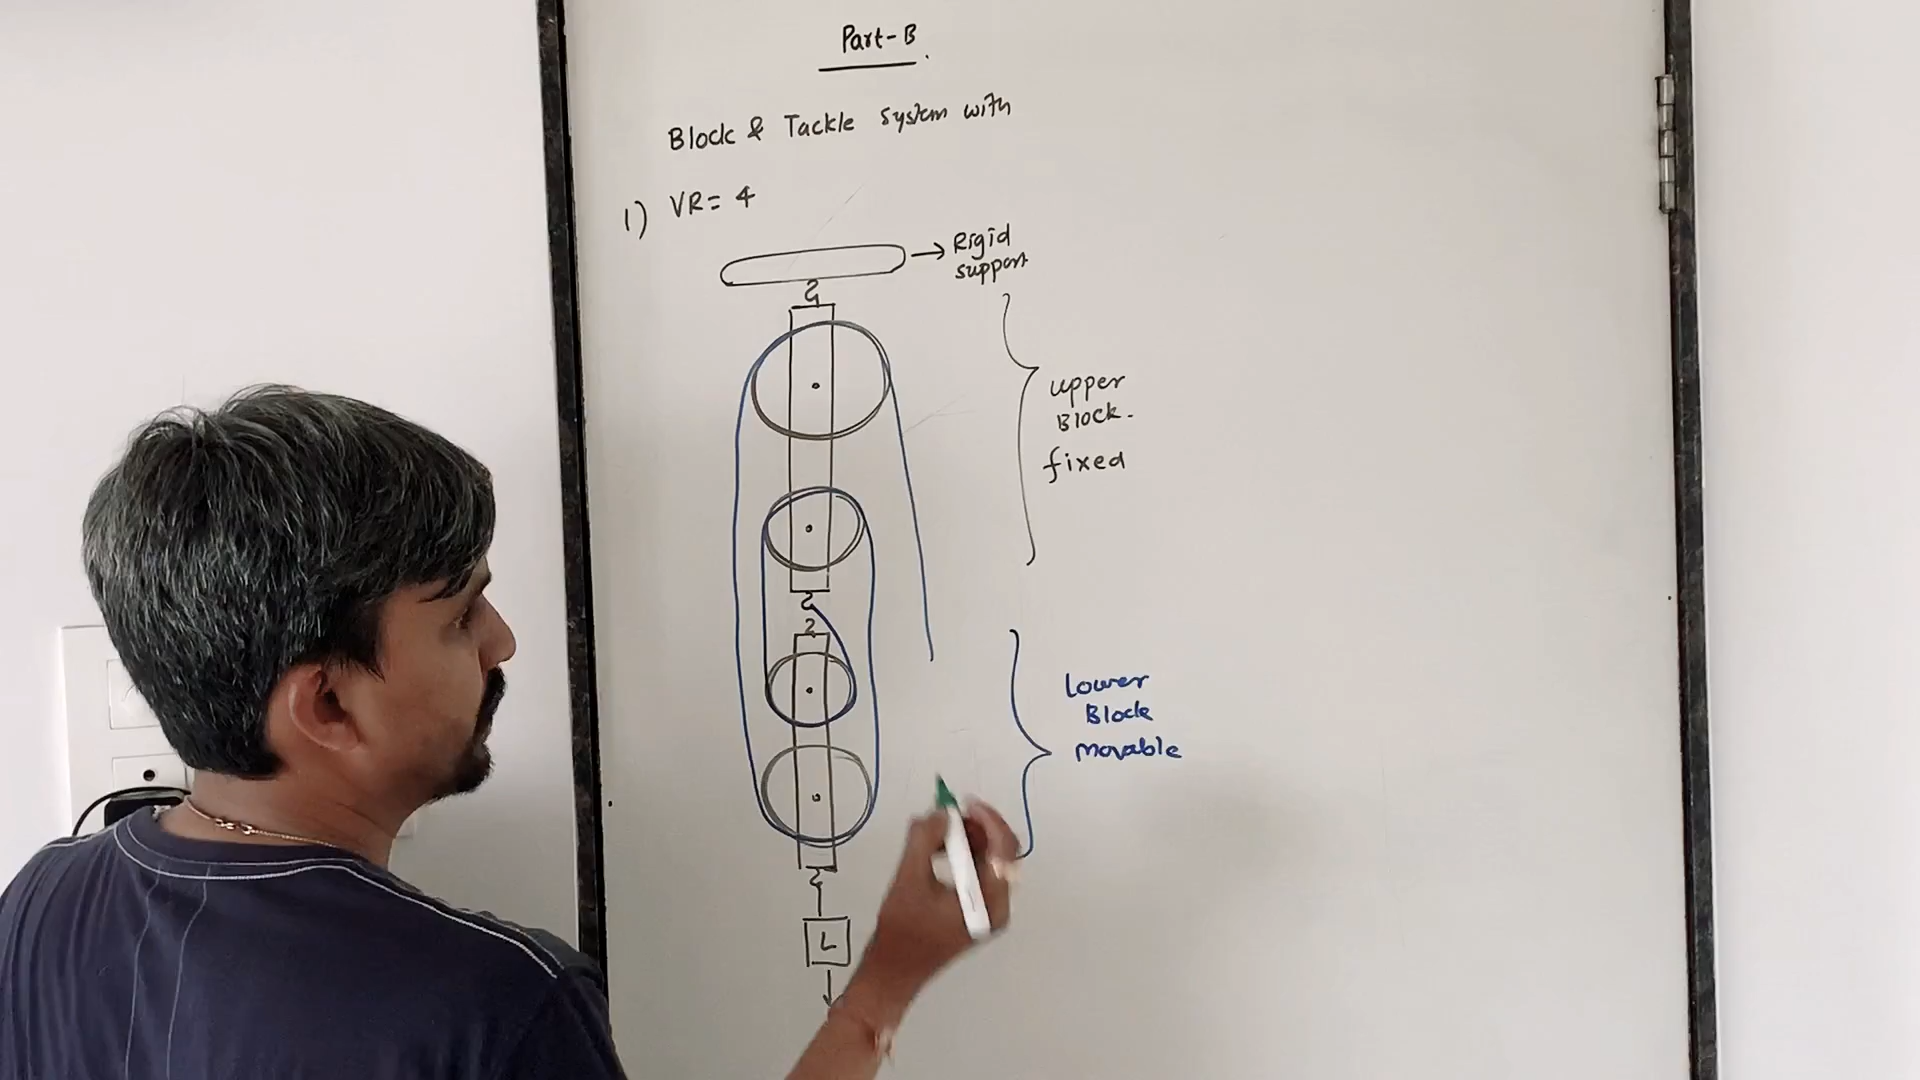 Part-B.
Block & Tackle System with
1) VR = 4
Rigid
support
upper
Block.
fixed
Lower
Block
movable
L